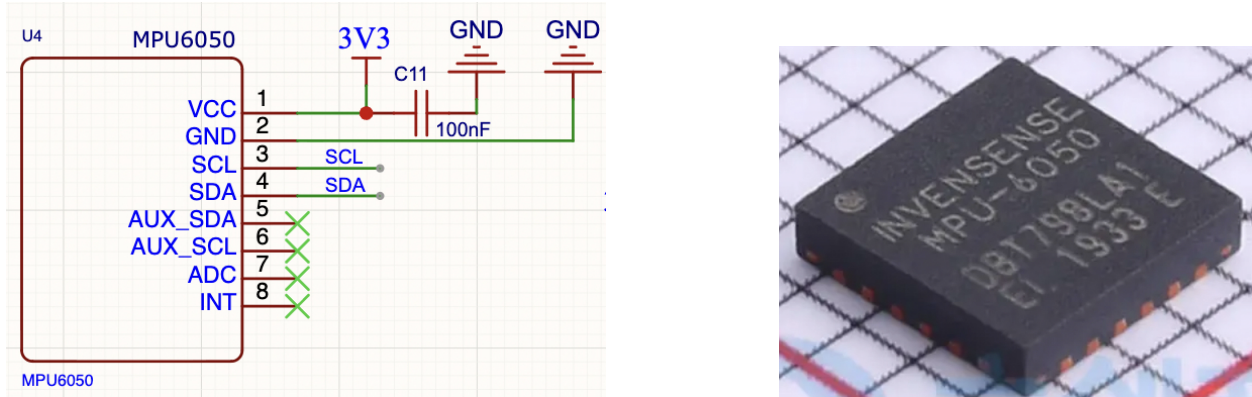 U4
MPU6050
3V3
GND
GND
C11
100nF
VCC 1
GND 2
SCL 3 SCL
SDA 4 SDA
AUX_SDA 5
AUX_SCL 6
ADC 7
INT 8
MPU6050
INVENSENSE
MPU-6050
D8T798LA1
E1 1933 E